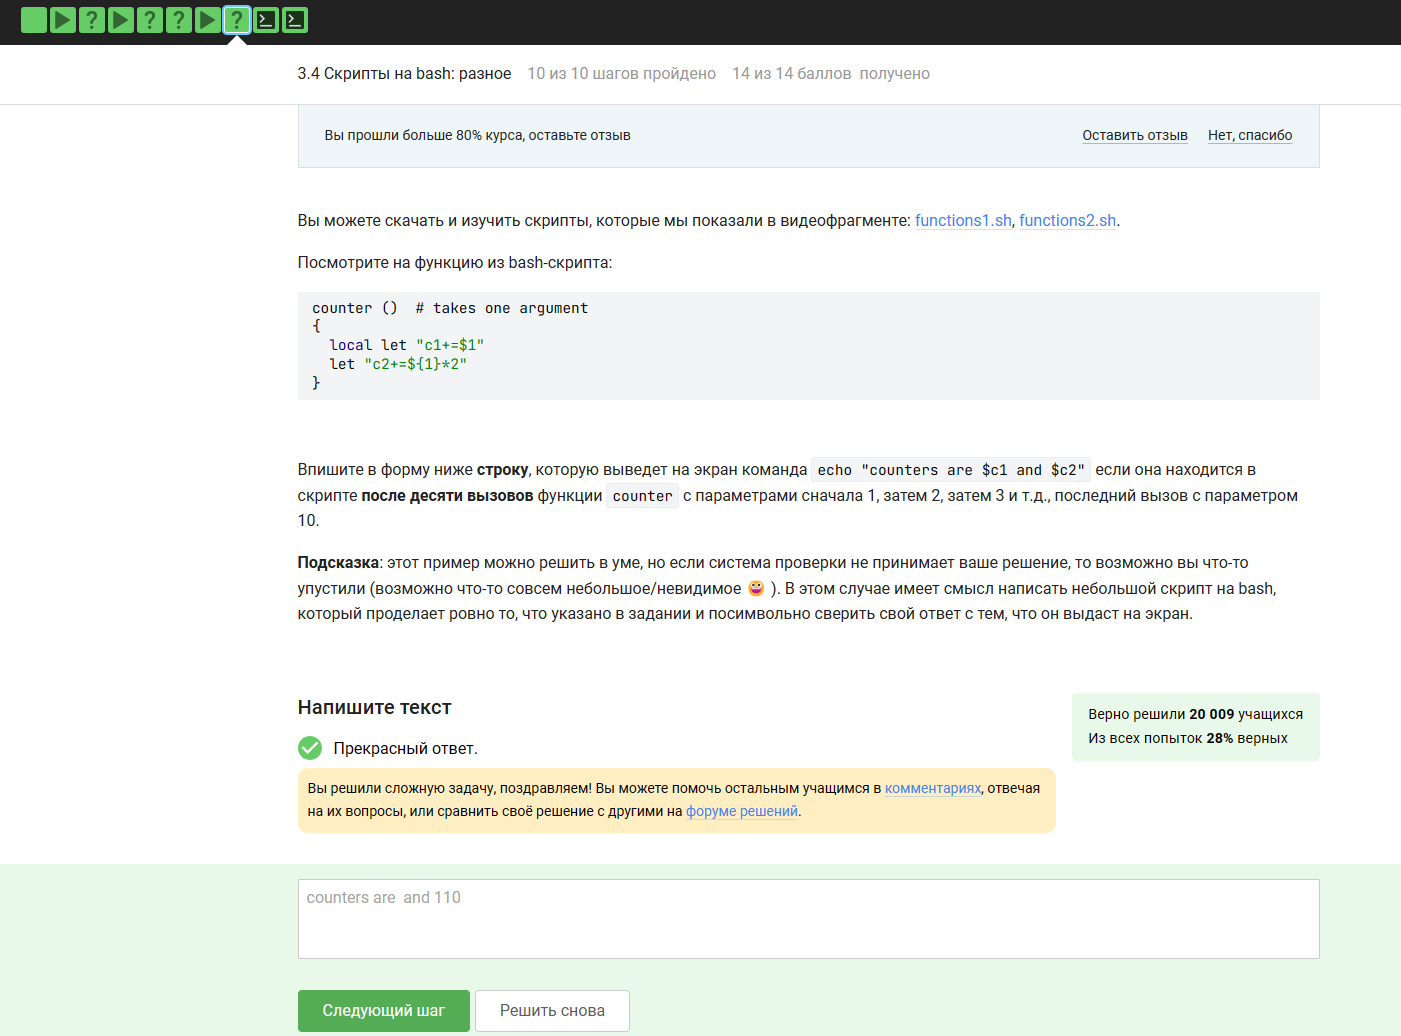 3.4 Скрипты на bash: разное 10 из 10 шагов пройдено 14 из 14 баллов получено
Вы прошли больше 80% курса, оставьте отзыв Оставить отзыв Нет, спасибо
Вы можете скачать и изучить скрипты, которые мы показали в видеофрагменте: functions1.sh, functions2.sh.
Посмотрите на функцию из bash-скрипта:
counter ()  # takes one argument
{
  local let "c1+=$1"
  let "c2+=${1}*2"
}
Впишите в форму ниже строку, которую выведет на экран команда echo "counters are $c1 and $c2" если она находится в
скрипте после десяти вызовов функции counter с параметрами сначала 1, затем 2, затем 3 и т.д., последний вызов с параметром
10.
Подсказка: этот пример можно решить в уме, но если система проверки не принимает ваше решение, то возможно вы что-то
упустили (возможно что-то совсем небольшое/невидимое 😀 ). В этом случае имеет смысл написать небольшой скрипт на bash,
который проделает ровно то, что указано в задании и посимвольно сверить свой ответ с тем, что он выдаст на экран.
Напишите текст
Верно решили 20 009 учащихся
Из всех попыток 28% верных
Прекрасный ответ.
Вы решили сложную задачу, поздравляем! Вы можете помочь остальным учащимся в комментариях, отвечая
на их вопросы, или сравнить своё решение с другими на форуме решений.
counters are  and 110
Следующий шаг Решить снова